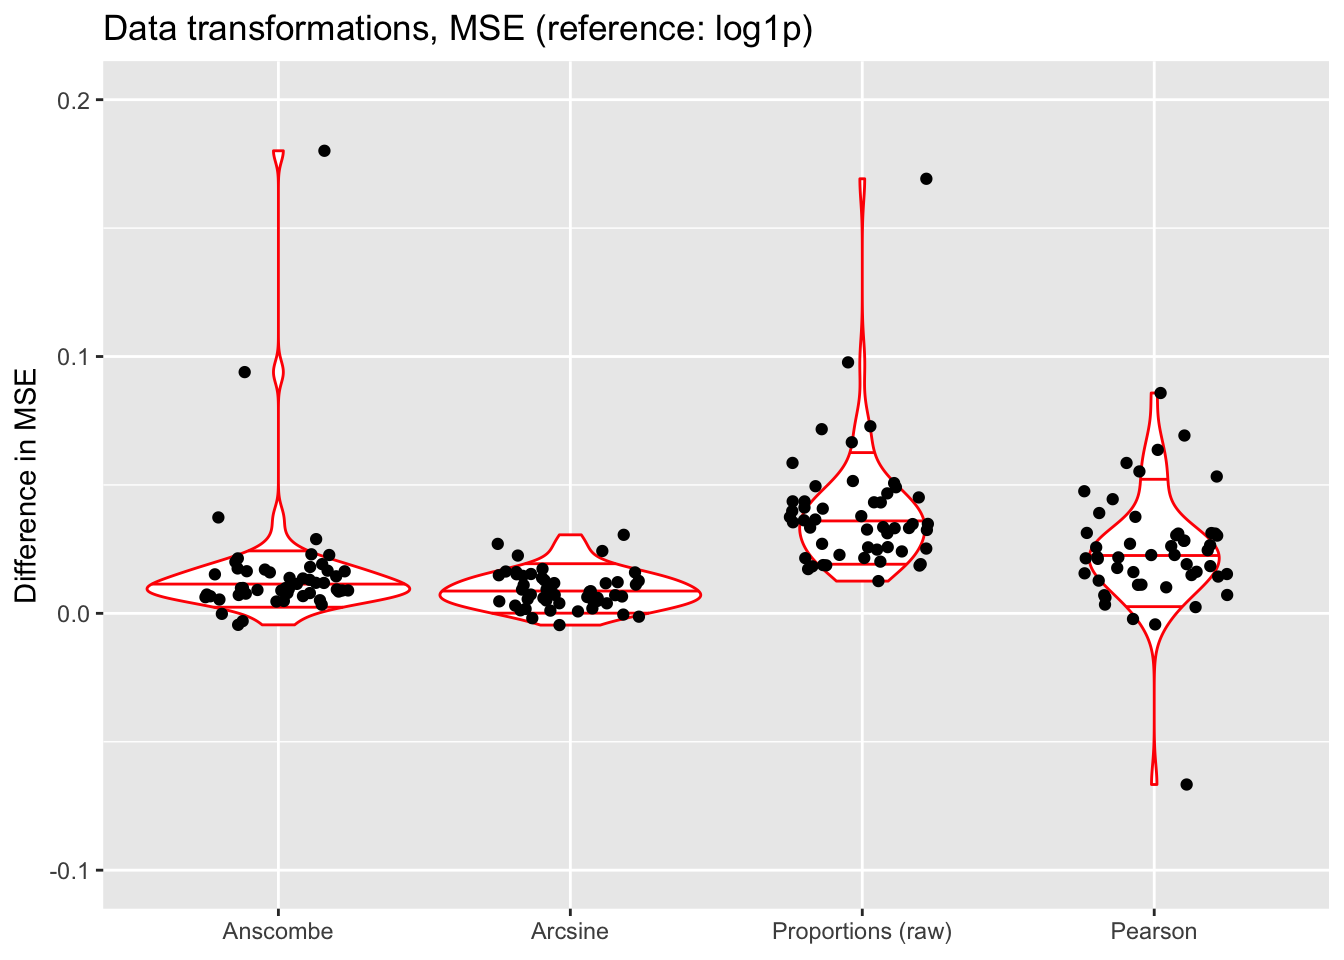 Data transformations, MSE (reference: log1p)
Difference in MSE
0.2
0.1
0.0
-0.1
Anscombe
Arcsine
Proportions (raw)
Pearson